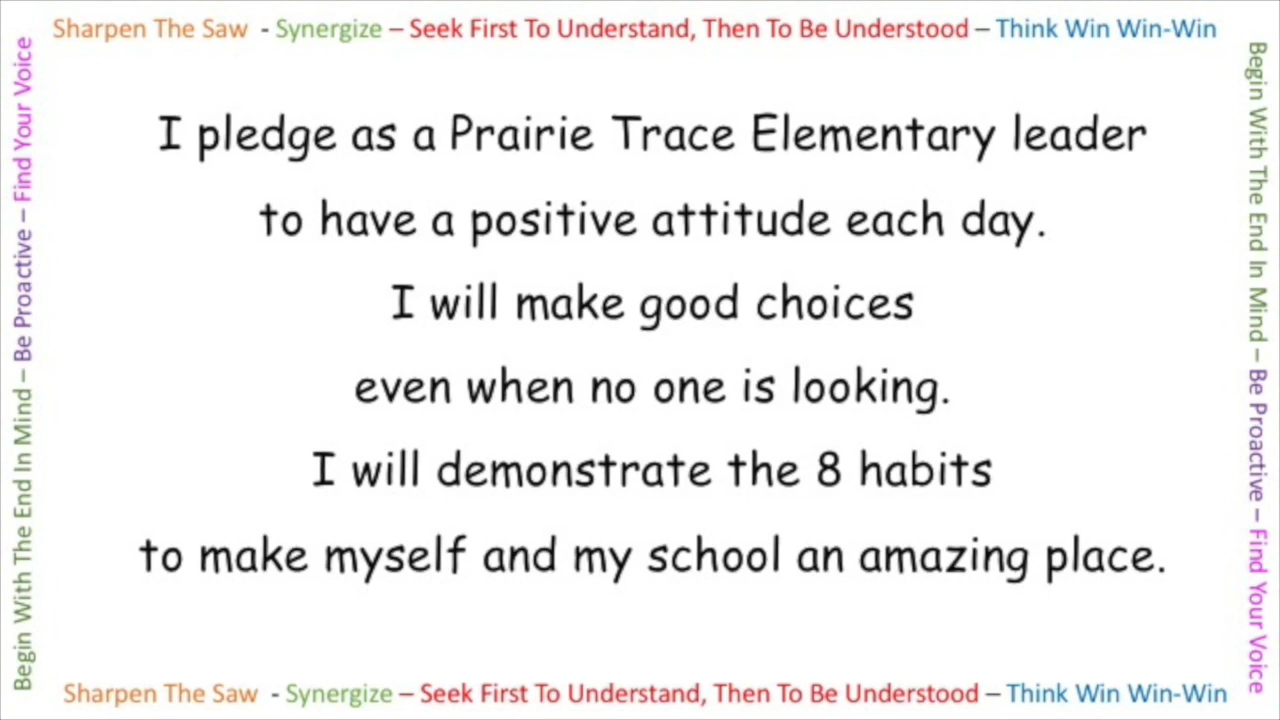 Sharpen The Saw - Synergize – Seek First To Understand, Then To Be Understood – Think Win Win-Win
Begin With The End In Mind – Be Proactive – Find Your Voice
I pledge as a Prairie Trace Elementary leader
to have a positive attitude each day.
I will make good choices
even when no one is looking.
I will demonstrate the 8 habits
to make myself and my school an amazing place.
Begin With The End In Mind – Be Proactive – Find Your Voice
Sharpen The Saw - Synergize – Seek First To Understand, Then To Be Understood – Think Win Win-Win